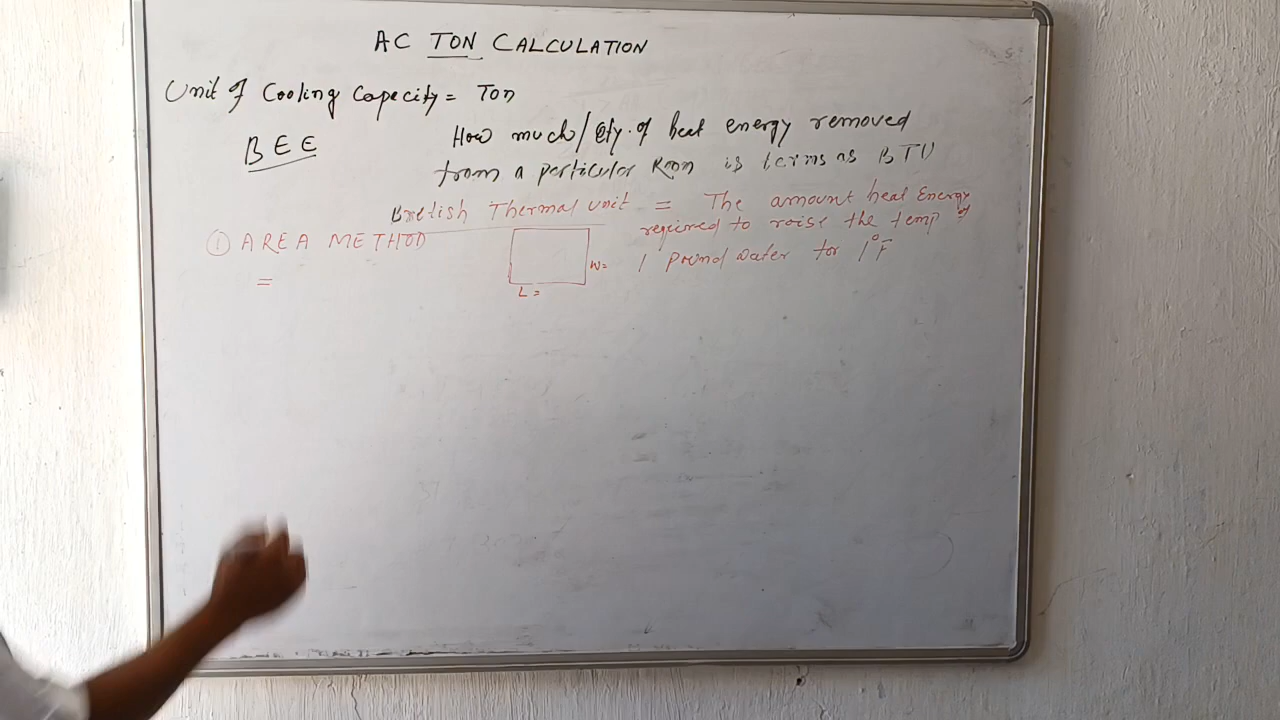 AC TON CALCULATION
Unit of Cooling Capacity = Ton
BEE
How much/Qty. of heat energy removed
from a particular Room is terms as BTU
British Thermal unit = The amount heat Energy
required to raise the temp of
1 pound water for 1°F
① AREA METHOD
=
W=
L=